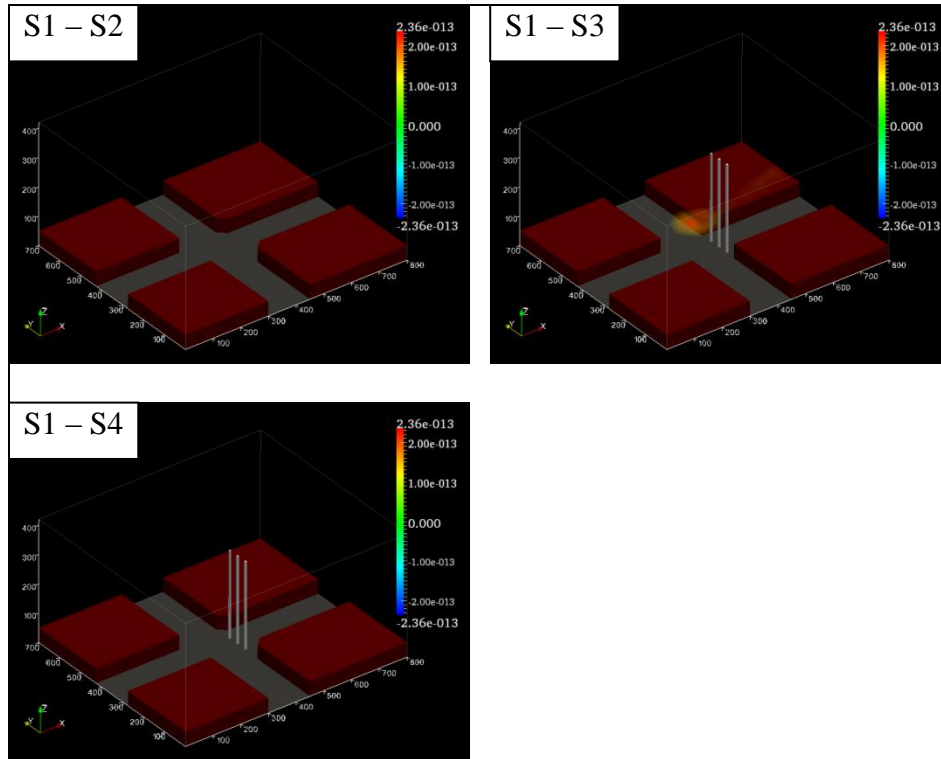 S1 – S2
2.36e-013
2.00e-013
1.00e-013
0.000
-1.00e-013
-2.00e-013
-2.36e-013
400
300
200
100
700
600
500
400
300
200
100
100
200
300
400
500
600
700
800
Z
Y
X
S1 – S3
2.36e-013
2.00e-013
1.00e-013
0.000
-1.00e-013
-2.00e-013
-2.36e-013
400
300
200
100
700
600
500
400
300
200
100
100
200
300
400
500
600
700
800
Z
Y
X
S1 – S4
2.36e-013
2.00e-013
1.00e-013
0.000
-1.00e-013
-2.00e-013
-2.36e-013
400
300
200
100
700
600
500
400
300
200
100
100
200
300
400
500
600
700
800
Z
Y
X